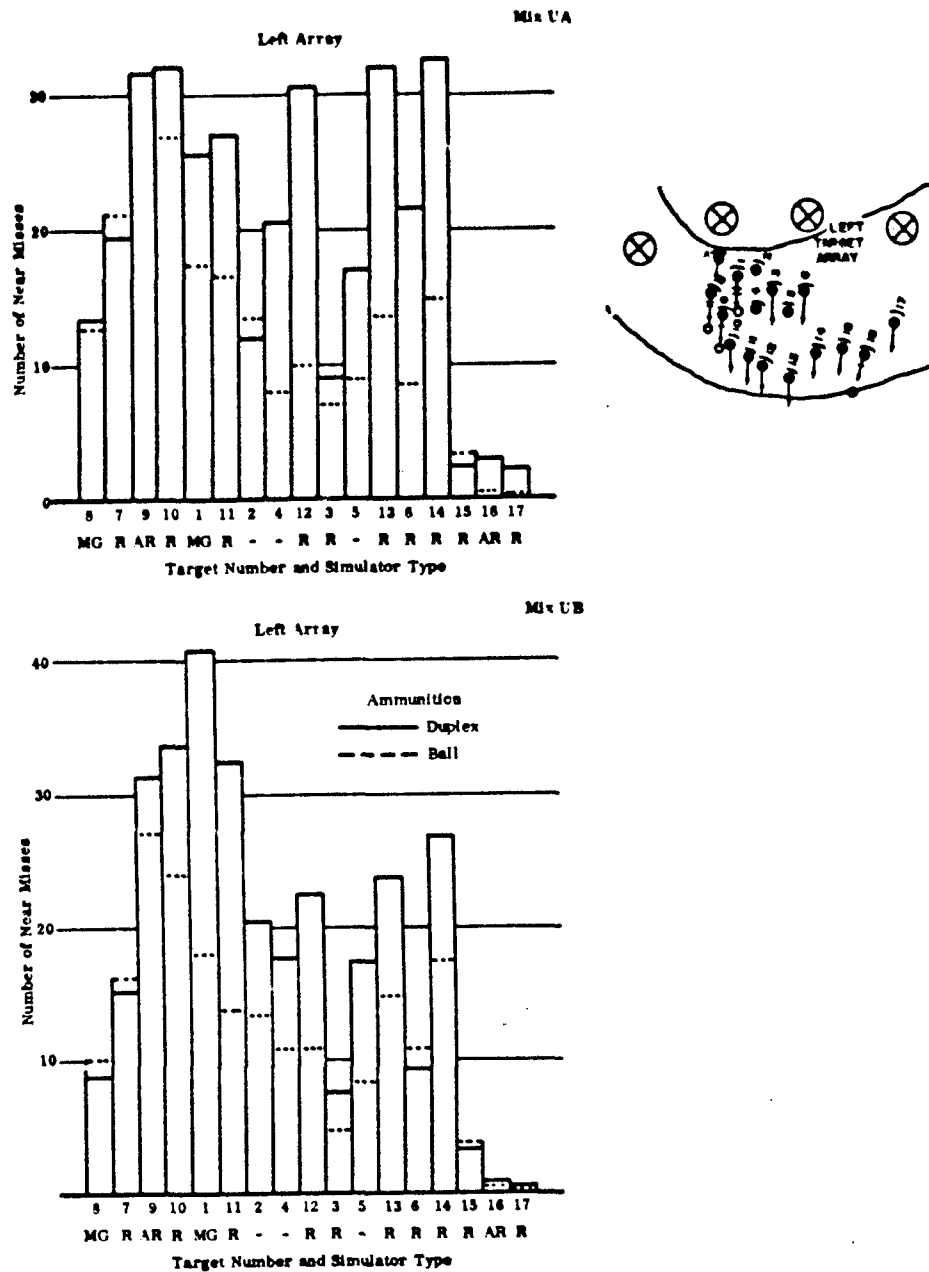 Mix UA
Left Array
30
20
10
0
Number of Near Misses
8 7 9 10 1 11 2 4 12 3 5 13 6 14 15 16 17
MG R AR R MG R - - R R - R R R R AR R
Target Number and Simulator Type
LEFT
TARGET
ARRAY
Mix UB
Left Array
40
30
20
10
Number of Near Misses
Ammunition
Duplex
Ball
8 7 9 10 1 11 2 4 12 3 5 13 6 14 15 16 17
MG R AR R MG R - - R R - R R R R AR R
Target Number and Simulator Type